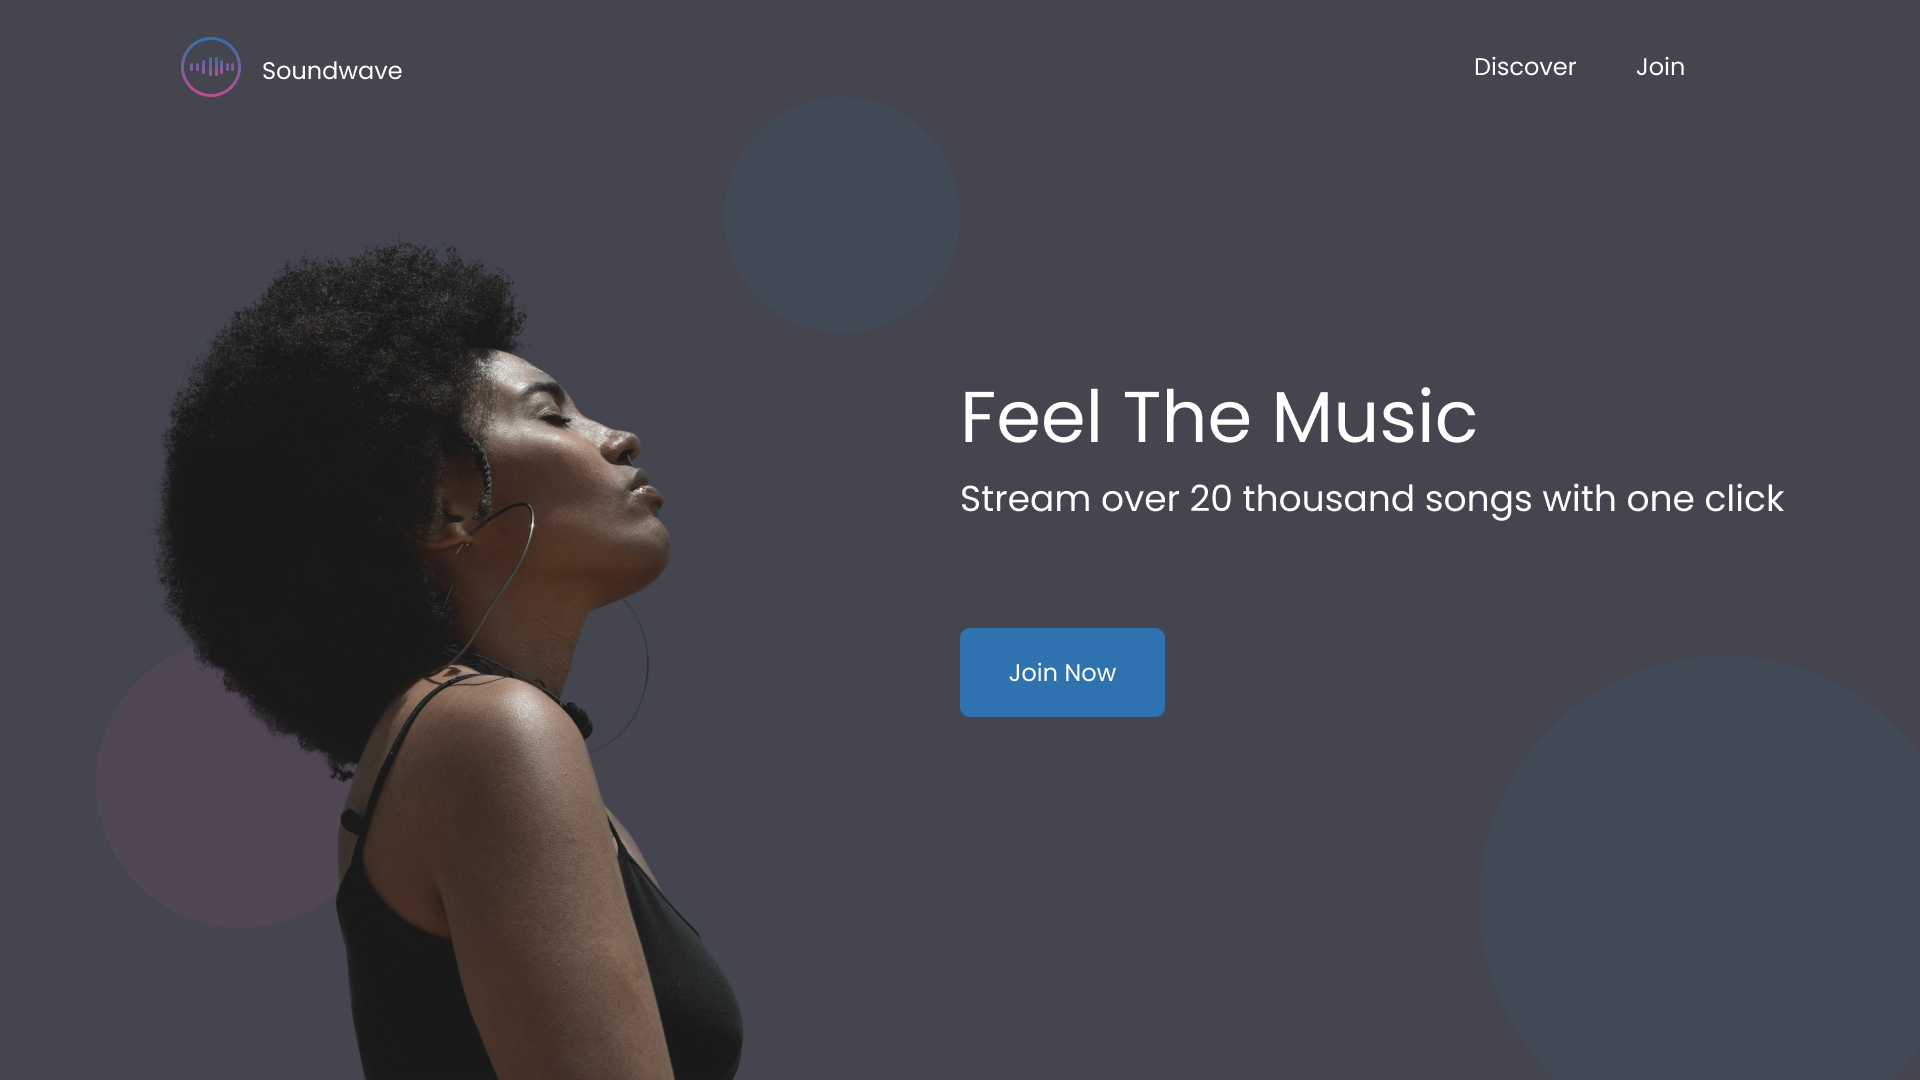 Soundwave
Discover
Join
Feel The Music
Stream over 20 thousand songs with one click
Join Now